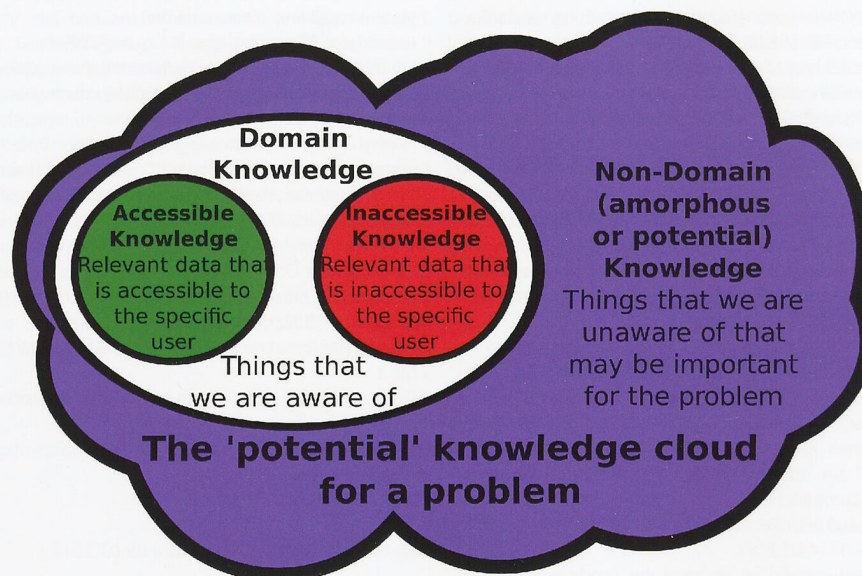 Domain
Knowledge
Accessible
Knowledge
Relevant data that
is accessible to
the specific
user
Inaccessible
Knowledge
Relevant data that
is inaccessible to
the specific
user
Things that
we are aware of
Non-Domain
(amorphous
or potential)
Knowledge
Things that we are
unaware of that
may be important
for the problem
The 'potential' knowledge cloud
for a problem